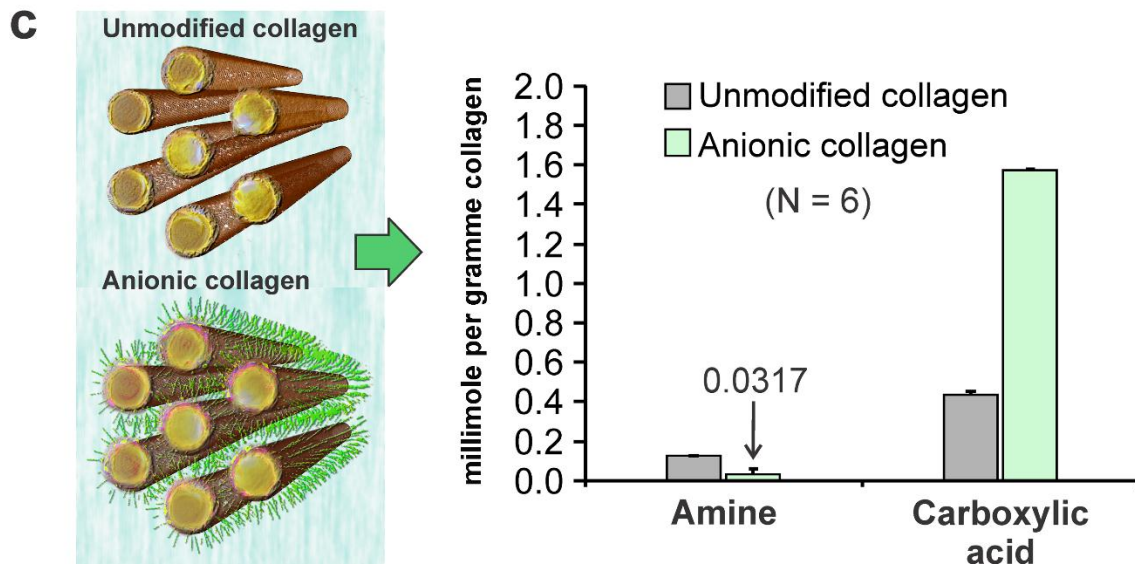 C
Unmodified collagen
Anionic collagen
millimole per gramme collagen
2.0
1.8
1.6
1.4
1.2
1.0
0.8
0.6
0.4
0.2
0.0
Unmodified collagen
Anionic collagen
(N = 6)
0.0317
Amine
Carboxylic
acid